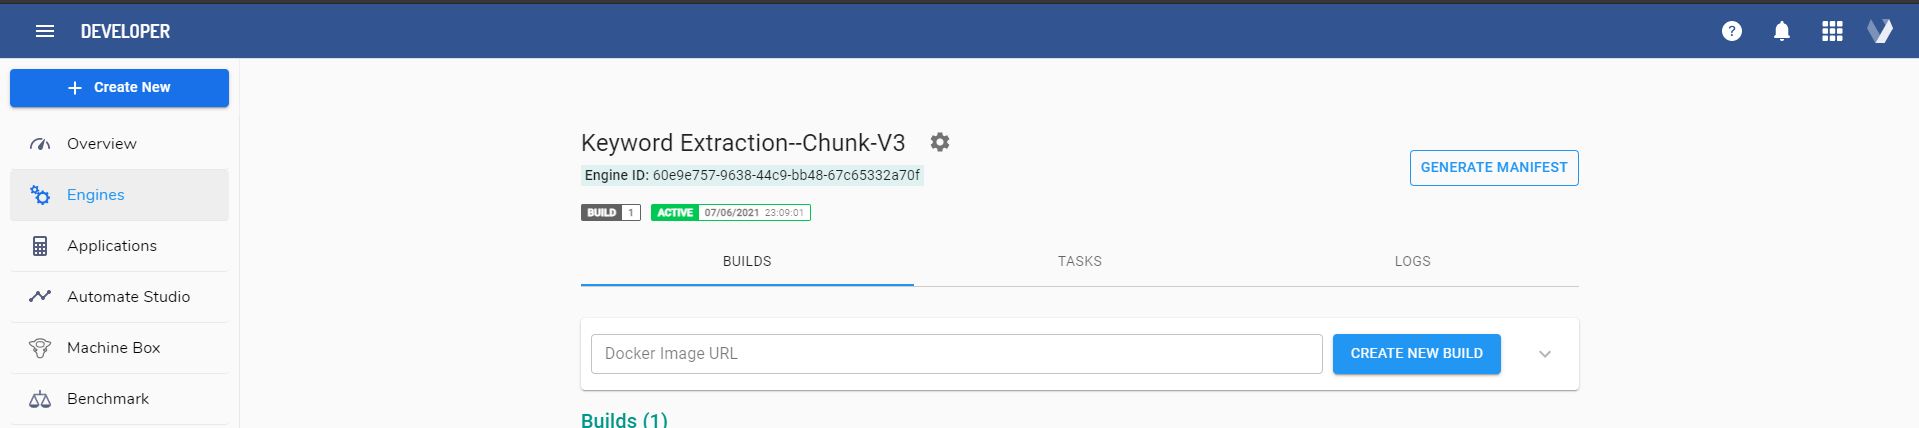 DEVELOPER
Create New
Overview
Engines
Applications
Automate Studio
Machine Box
Benchmark
Keyword Extraction--Chunk-V3
Engine ID: 60e9e757-9638-44c9-bb48-67c65332a70f
BUILD 1 ACTIVE 07/06/2021 23:09:01
GENERATE MANIFEST
BUILDS TASKS LOGS
Docker Image URL CREATE NEW BUILD
Builds (1)